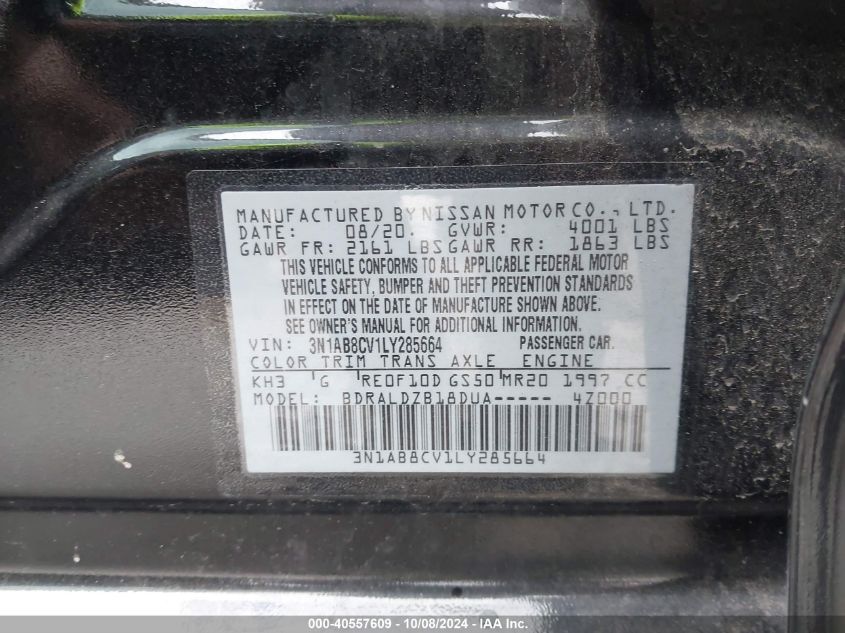 MANUFACTURED BY NISSAN MOTOR CO., LTD.
DATE: 08/20. GVWR: 4001 LBS
GAWR FR: 2161 LBS GAWR RR: 1863 LBS
THIS VEHICLE CONFORMS TO ALL APPLICABLE FEDERAL MOTOR
VEHICLE SAFETY, BUMPER AND THEFT PREVENTION STANDARDS
IN EFFECT ON THE DATE OF MANUFACTURE SHOWN ABOVE.
SEE OWNER'S MANUAL FOR ADDITIONAL INFORMATION.
VIN: 3N1AB8CV1LY285664 PASSENGER CAR.
COLOR TRIM TRANS AXLE ENGINE
KH3 G RE0F10D GS50 MR20 1997 CC
MODEL: BDRALDZB18DUA----- 4Z000
3N1AB8CV1LY285664
000-40557609 - 10/08/2024 - IAA Inc.